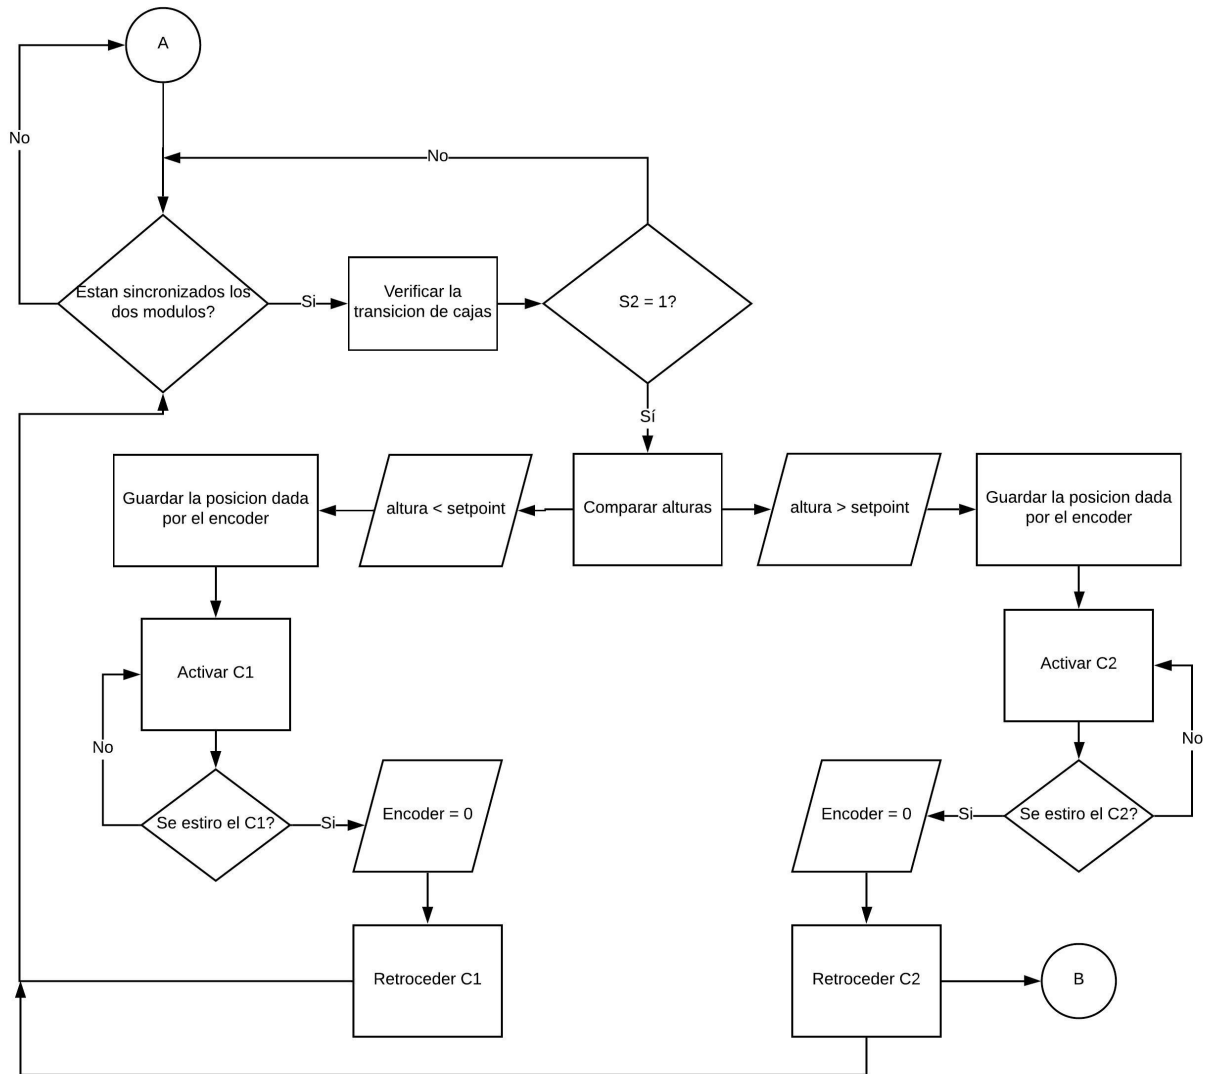 A
No
No
Estan sincronizados los
dos modulos?
Si
Verificar la
transicion de cajas
S2 = 1?
Sí
Guardar la posicion dada
por el encoder
altura < setpoint
Comparar alturas
altura > setpoint
Guardar la posicion dada
por el encoder
Activar C1
Activar C2
No
No
Se estiro el C1?
Si
Encoder = 0
Encoder = 0
Si
Se estiro el C2?
Retroceder C1
Retroceder C2
B